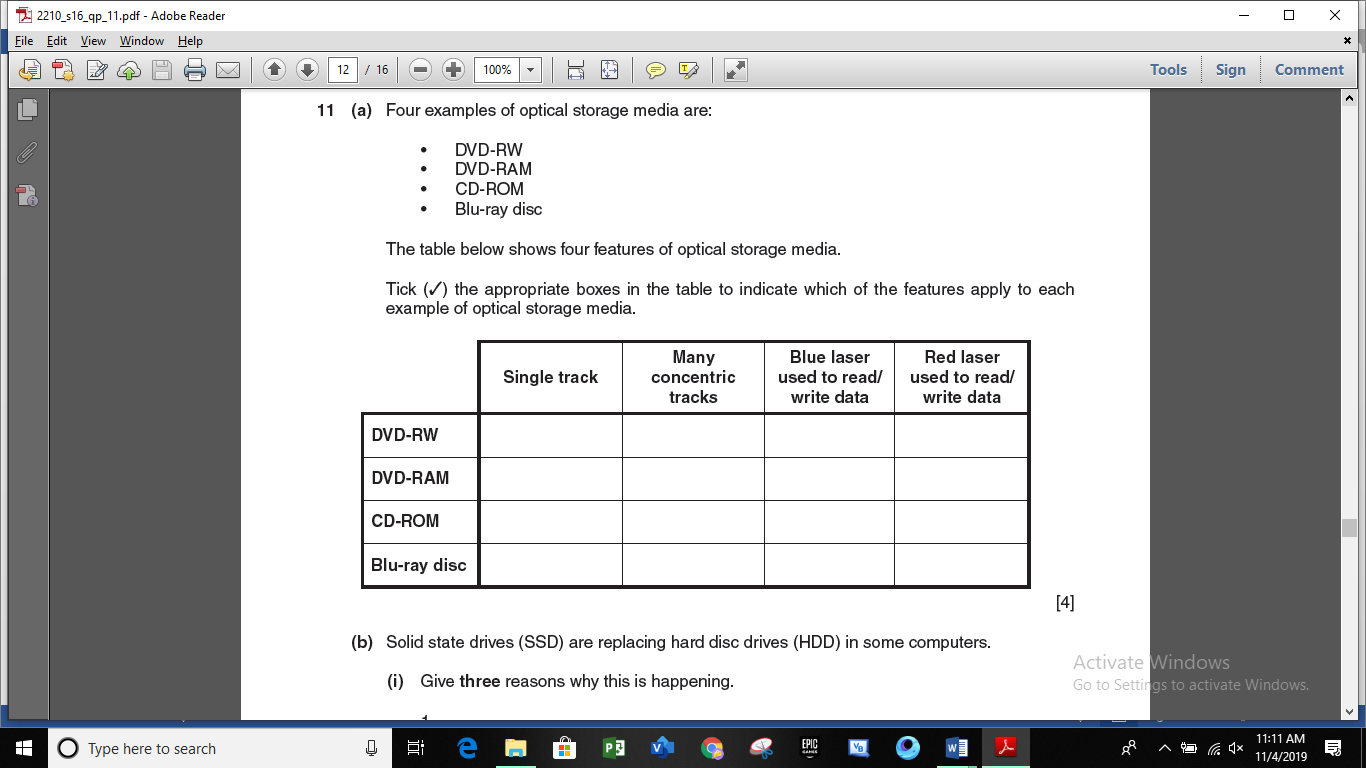 2210_s16_qp_11.pdf - Adobe Reader
File Edit View Window Help
12 / 16 100% Tools Sign Comment
11 (a) Four examples of optical storage media are:
• DVD-RW
• DVD-RAM
• CD-ROM
• Blu-ray disc
The table below shows four features of optical storage media.
Tick (✓) the appropriate boxes in the table to indicate which of the features apply to each
example of optical storage media.
Single track
Many
concentric
tracks
Blue laser
used to read/
write data
Red laser
used to read/
write data
DVD-RW
DVD-RAM
CD-ROM
Blu-ray disc
[4]
(b) Solid state drives (SSD) are replacing hard disc drives (HDD) in some computers.
(i) Give three reasons why this is happening.
Activate Windows
Go to Settings to activate Windows.
Type here to search
EPIC
GAMES
11:11 AM
11/4/2019